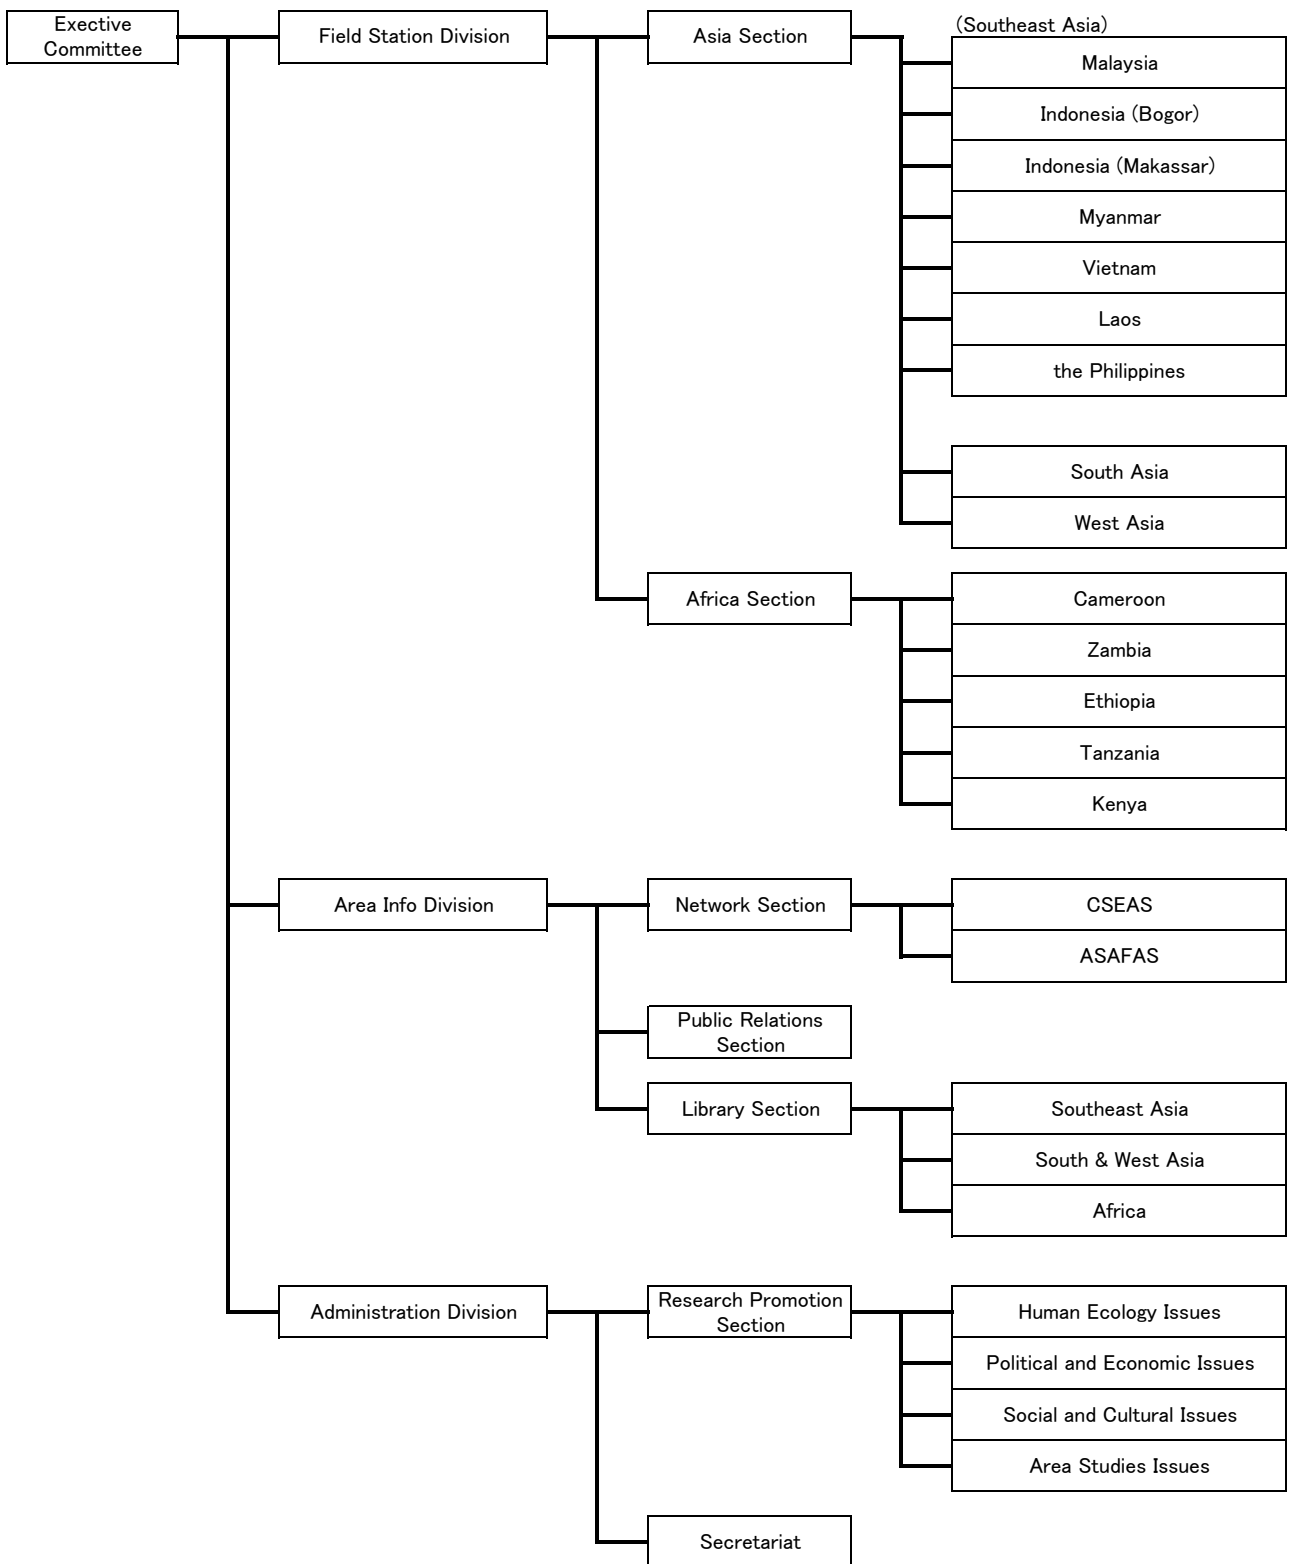 Exective
Committee
Field Station Division
Asia Section
(Southeast Asia)
Malaysia
Indonesia (Bogor)
Indonesia (Makassar)
Myanmar
Vietnam
Laos
the Philippines
South Asia
West Asia
Africa Section
Cameroon
Zambia
Ethiopia
Tanzania
Kenya
Area Info Division
Network Section
CSEAS
ASAFAS
Public Relations
Section
Library Section
Southeast Asia
South & West Asia
Africa
Administration Division
Research Promotion
Section
Human Ecology Issues
Political and Economic Issues
Social and Cultural Issues
Area Studies Issues
Secretariat